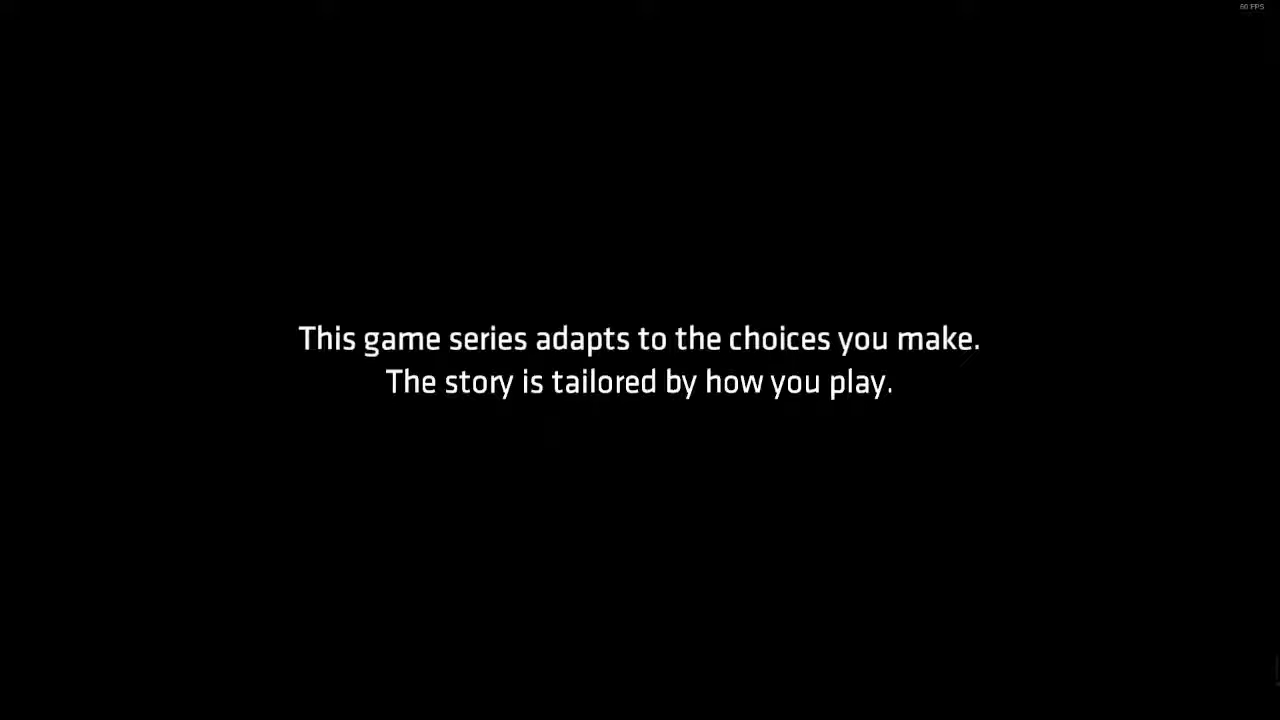 60 FPS
This game series adapts to the choices you make.
The story is tailored by how you play.